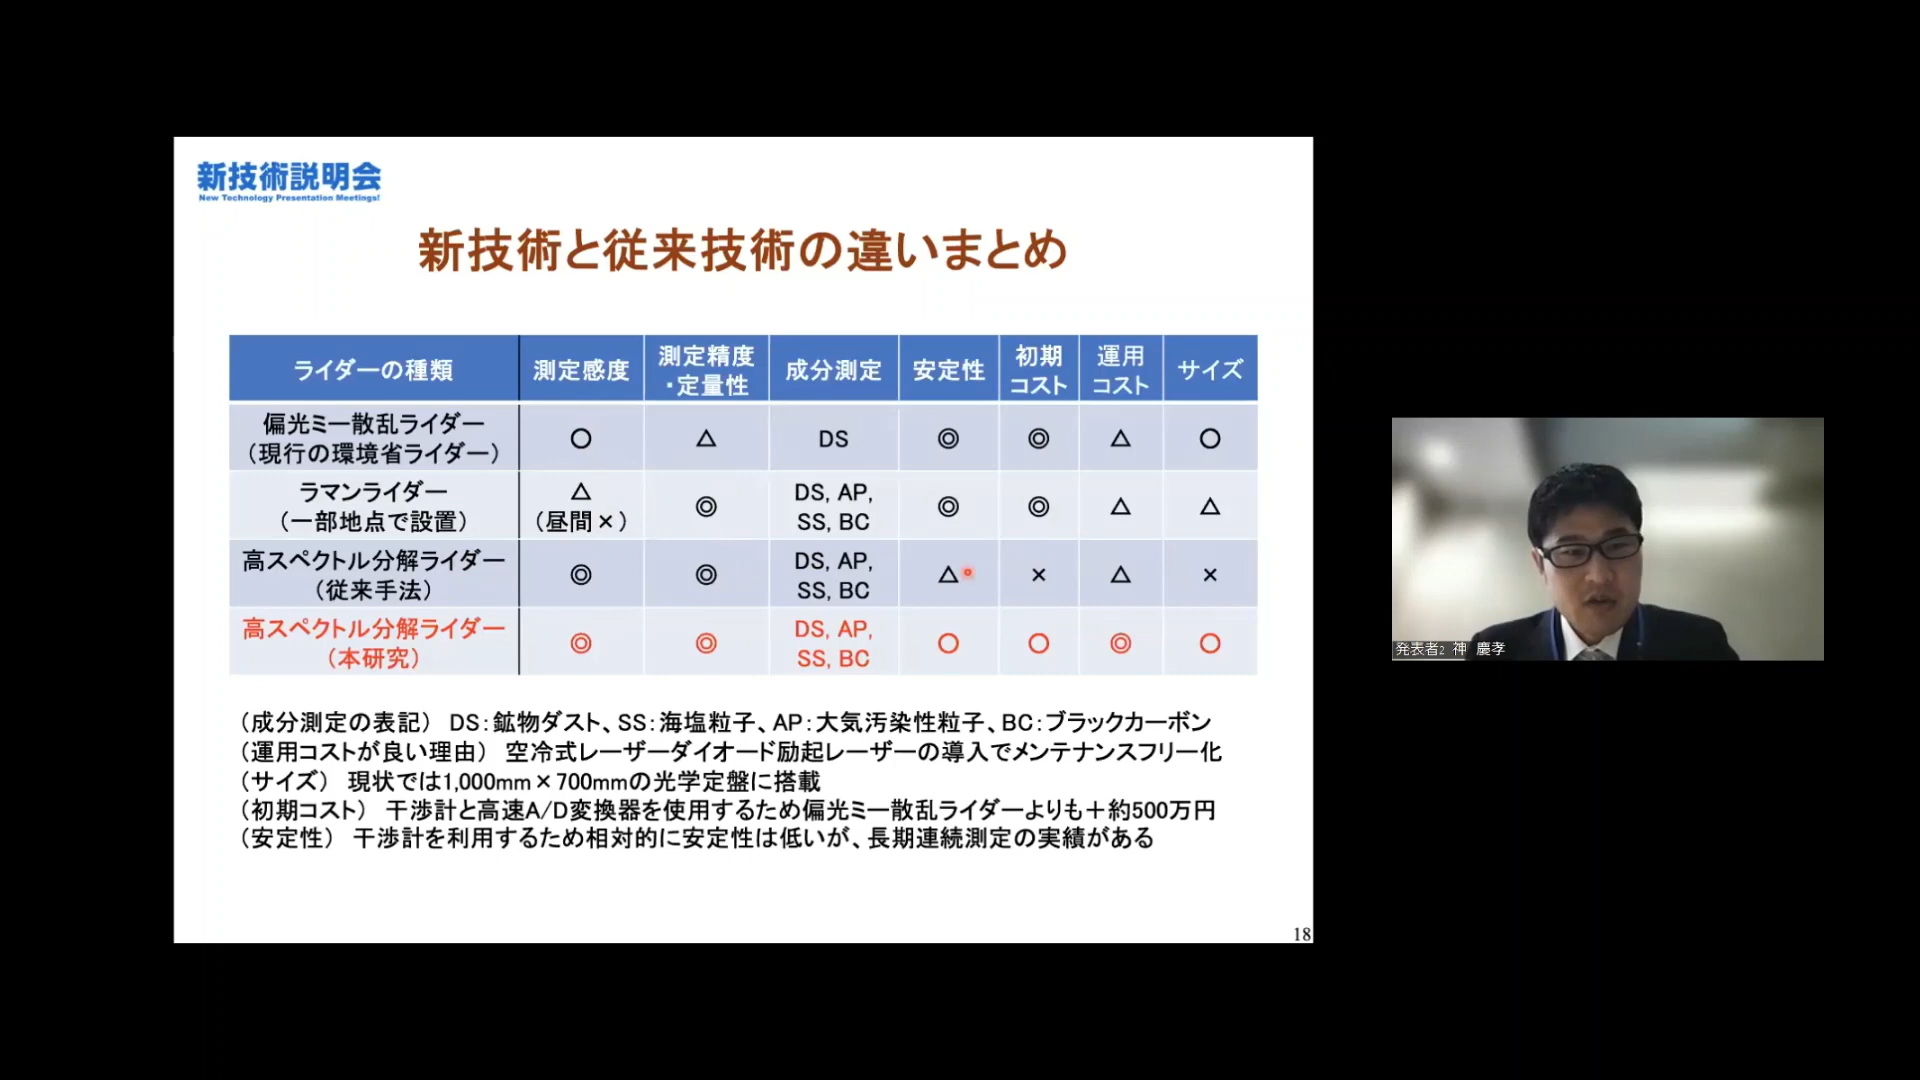 新技術説明会
New Technology Presentation Meetings!
新技術と従来技術の違いまとめ
ライダーの種類
測定感度
測定精度
・定量性
成分測定
安定性
初期
コスト
運用
コスト
サイズ
偏光ミー散乱ライダー
（現行の環境省ライダー）
○
△
DS
◎
◎
△
○
ラマンライダー
（一部地点で設置）
△
（昼間×）
◎
DS, AP,
SS, BC
◎
◎
△
△
高スペクトル分解ライダー
（従来手法）
◎
◎
DS, AP,
SS, BC
△
×
△
×
高スペクトル分解ライダー
（本研究）
◎
◎
DS, AP,
SS, BC
○
○
◎
○
（成分測定の表記） DS：鉱物ダスト、SS：海塩粒子、AP：大気汚染性粒子、BC：ブラックカーボン
（運用コストが良い理由） 空冷式レーザーダイオード励起レーザーの導入でメンテナンスフリー化
（サイズ） 現状では1,000mm×700mmの光学定盤に搭載
（初期コスト） 干渉計と高速A/D変換器を使用するため偏光ミー散乱ライダーよりも＋約500万円
（安定性） 干渉計を利用するため相対的に安定性は低いが、長期連続測定の実績がある
18
発表者2 神 慶孝